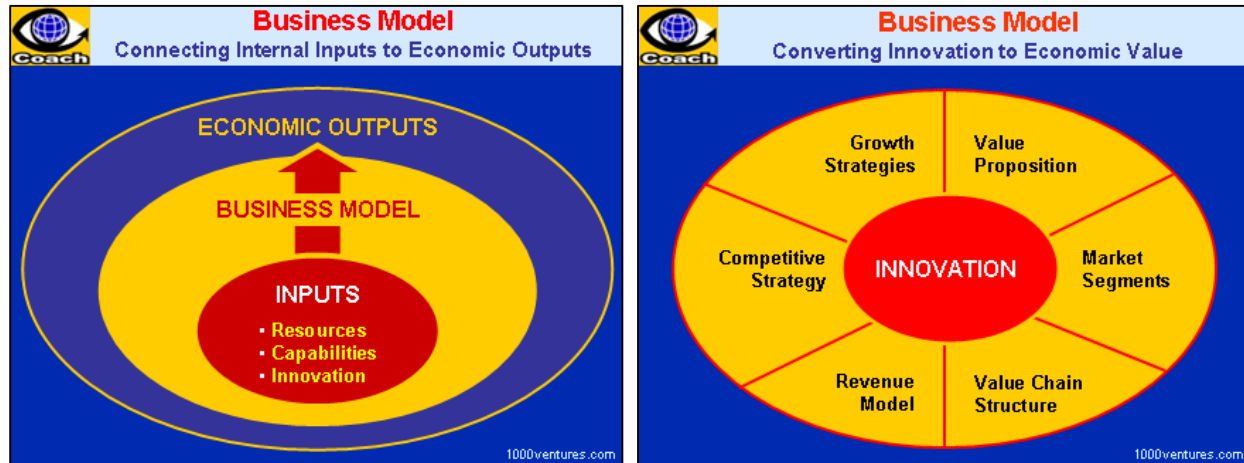 Coach
Business Model
Connecting Internal Inputs to Economic Outputs
ECONOMIC OUTPUTS
BUSINESS MODEL
INPUTS
▪ Resources
▪ Capabilities
▪ Innovation
1000ventures.com
Coach
Business Model
Converting Innovation to Economic Value
Growth
Strategies
Value
Proposition
Competitive
Strategy
INNOVATION
Market
Segments
Revenue
Model
Value Chain
Structure
1000ventures.com